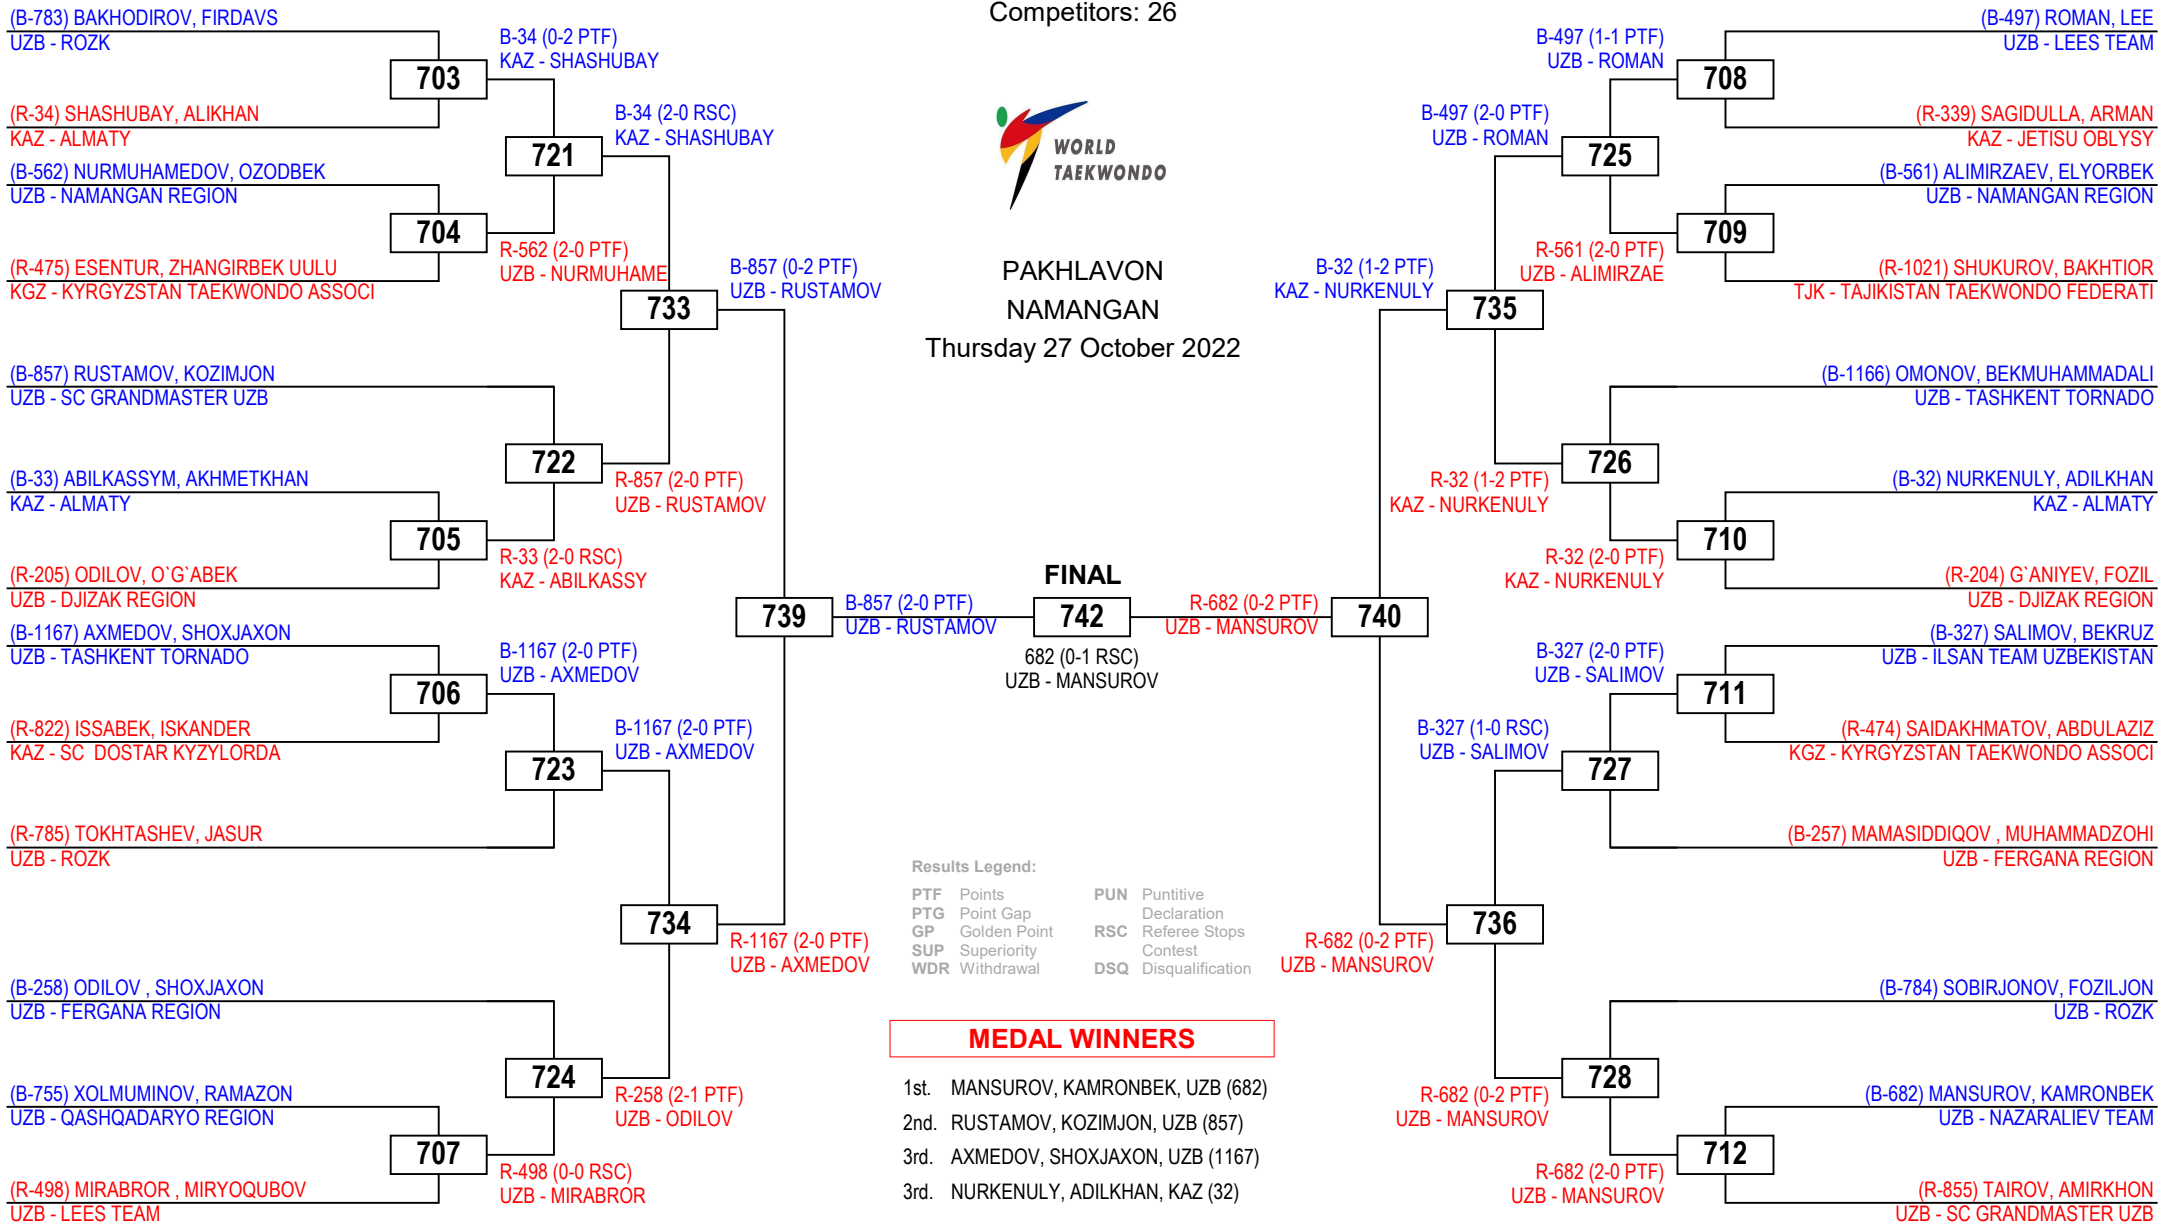 Competitors: 26
(B-783) BAKHODIROV, FIRDAVS
UZB - ROZK
(R-34) SHASHUBAY, ALIKHAN
KAZ - ALMATY
(B-562) NURMUHAMEDOV, OZODBEK
UZB - NAMANGAN REGION
(R-475) ESENTUR, ZHANGIRBEK UULU
KGZ - KYRGYZSTAN TAEKWONDO ASSOCI
(B-857) RUSTAMOV, KOZIMJON
UZB - SC GRANDMASTER UZB
(B-33) ABILKASSYM, AKHMETKHAN
KAZ - ALMATY
(R-205) ODILOV, O`G`ABEK
UZB - DJIZAK REGION
(B-1167) AXMEDOV, SHOXJAXON
UZB - TASHKENT TORNADO
(R-822) ISSABEK, ISKANDER
KAZ - SC  DOSTAR KYZYLORDA
(R-785) TOKHTASHEV, JASUR
UZB - ROZK
(B-258) ODILOV , SHOXJAXON
UZB - FERGANA REGION
(B-755) XOLMUMINOV, RAMAZON
UZB - QASHQADARYO REGION
(R-498) MIRABROR , MIRYOQUBOV
UZB - LEES TEAM
703
704
705
706
707
B-34 (0-2 PTF)
KAZ - SHASHUBAY
R-562 (2-0 PTF)
UZB - NURMUHAME
R-33 (2-0 RSC)
KAZ - ABILKASSY
B-1167 (2-0 PTF)
UZB - AXMEDOV
R-498 (0-0 RSC)
UZB - MIRABROR
721
722
723
724
B-34 (2-0 RSC)
KAZ - SHASHUBAY
R-857 (2-0 PTF)
UZB - RUSTAMOV
B-1167 (2-0 PTF)
UZB - AXMEDOV
R-258 (2-1 PTF)
UZB - ODILOV
733
734
B-857 (0-2 PTF)
UZB - RUSTAMOV
R-1167 (2-0 PTF)
UZB - AXMEDOV
739
B-857 (2-0 PTF)
UZB - RUSTAMOV
WORLD
TAEKWONDO
PAKHLAVON
NAMANGAN
Thursday 27 October 2022
FINAL
742
682 (0-1 RSC)
UZB - MANSUROV
R-682 (0-2 PTF)
UZB - MANSUROV
740
B-32 (1-2 PTF)
KAZ - NURKENULY
R-682 (0-2 PTF)
UZB - MANSUROV
735
736
B-497 (2-0 PTF)
UZB - ROMAN
R-32 (1-2 PTF)
KAZ - NURKENULY
B-327 (1-0 RSC)
UZB - SALIMOV
R-682 (0-2 PTF)
UZB - MANSUROV
725
726
727
728
B-497 (1-1 PTF)
UZB - ROMAN
R-561 (2-0 PTF)
UZB - ALIMIRZAE
R-32 (2-0 PTF)
KAZ - NURKENULY
B-327 (2-0 PTF)
UZB - SALIMOV
R-682 (2-0 PTF)
UZB - MANSUROV
708
709
710
711
712
(B-497) ROMAN, LEE
UZB - LEES TEAM
(R-339) SAGIDULLA, ARMAN
KAZ - JETISU OBLYSY
(B-561) ALIMIRZAEV, ELYORBEK
UZB - NAMANGAN REGION
(R-1021) SHUKUROV, BAKHTIOR
TJK - TAJIKISTAN TAEKWONDO FEDERATI
(B-1166) OMONOV, BEKMUHAMMADALI
UZB - TASHKENT TORNADO
(B-32) NURKENULY, ADILKHAN
KAZ - ALMATY
(R-204) G`ANIYEV, FOZIL
UZB - DJIZAK REGION
(B-327) SALIMOV, BEKRUZ
UZB - ILSAN TEAM UZBEKISTAN
(R-474) SAIDAKHMATOV, ABDULAZIZ
KGZ - KYRGYZSTAN TAEKWONDO ASSOCI
(B-257) MAMASIDDIQOV , MUHAMMADZOHI
UZB - FERGANA REGION
(B-784) SOBIRJONOV, FOZILJON
UZB - ROZK
(B-682) MANSUROV, KAMRONBEK
UZB - NAZARALIEV TEAM
(R-855) TAIROV, AMIRKHON
UZB - SC GRANDMASTER UZB
Results Legend:
PTF Points
PTG Point Gap
GP Golden Point
SUP Superiority
WDR Withdrawal
PUN Puntitive
Declaration
RSC Referee Stops
Contest
DSQ Disqualification
MEDAL WINNERS
1st. MANSUROV, KAMRONBEK, UZB (682)
2nd. RUSTAMOV, KOZIMJON, UZB (857)
3rd. AXMEDOV, SHOXJAXON, UZB (1167)
3rd. NURKENULY, ADILKHAN, KAZ (32)